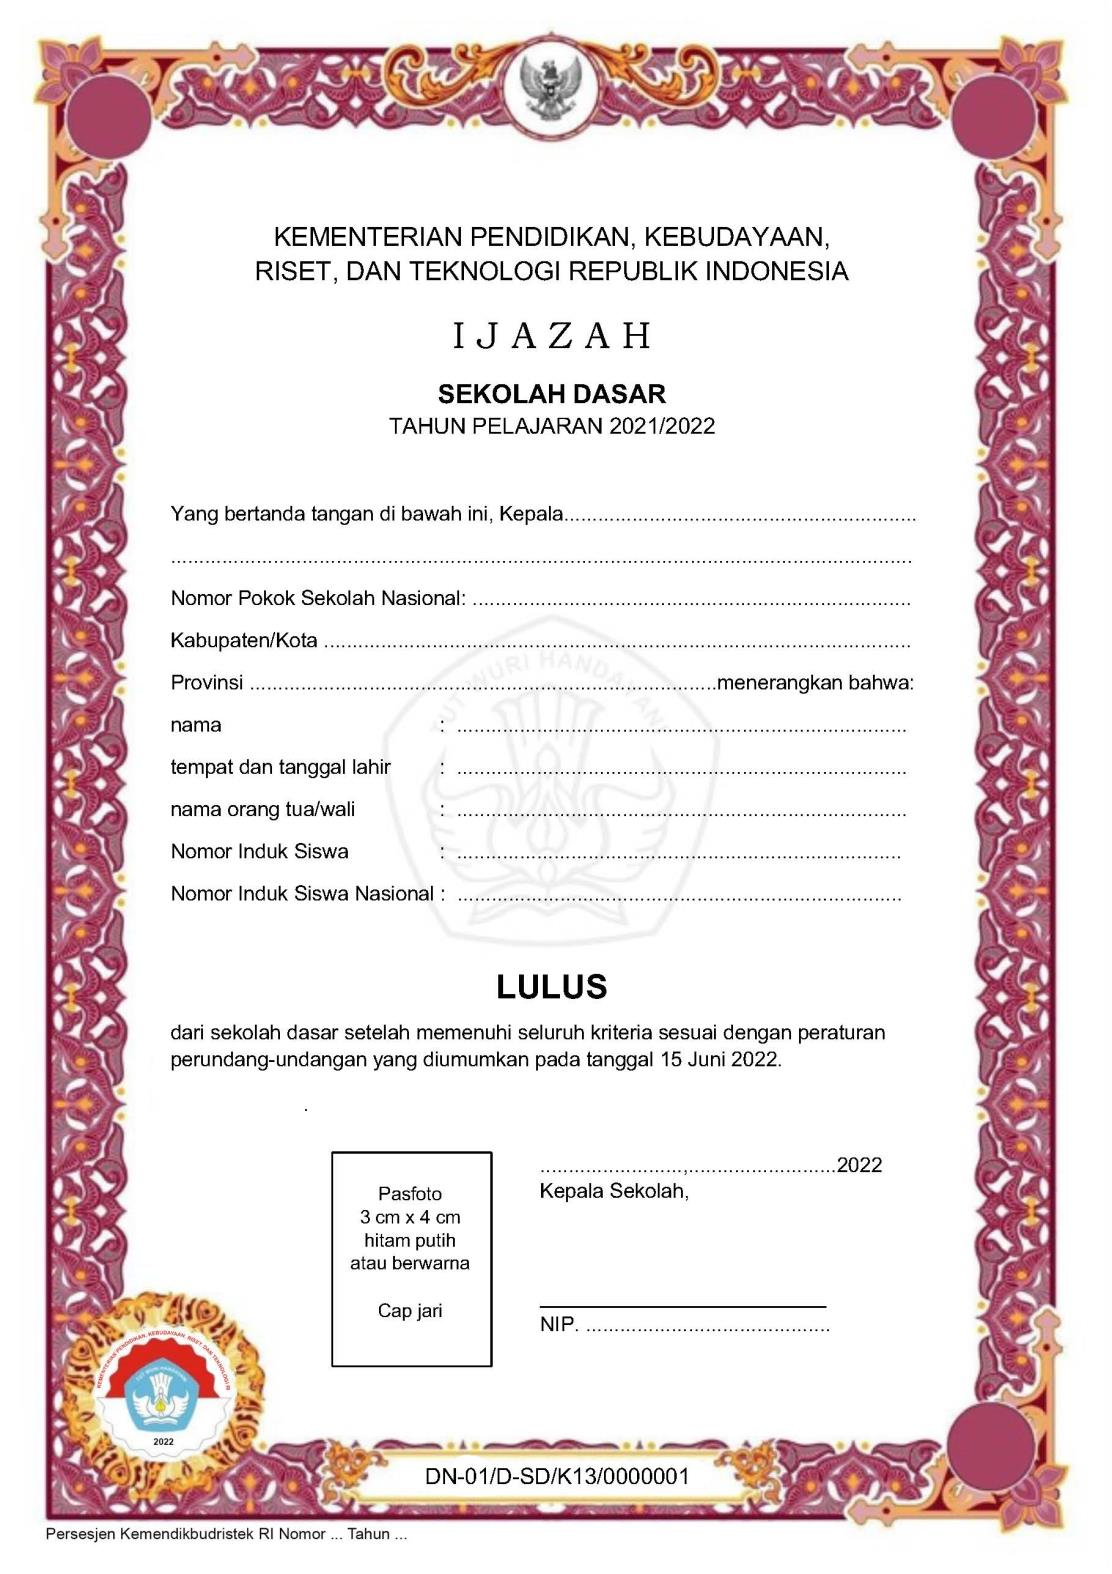 KEMENTERIAN PENDIDIKAN, KEBUDAYAAN,
RISET, DAN TEKNOLOGI REPUBLIK INDONESIA
I J A Z A H
SEKOLAH DASAR
TAHUN PELAJARAN 2021/2022
Yang bertanda tangan di bawah ini, Kepala..............................................................
..................................................................................................................................
Nomor Pokok Sekolah Nasional: .............................................................................
Kabupaten/Kota .......................................................................................................
Provinsi ..................................................................................menerangkan bahwa:
TUT WURI HANDAYANI
nama : ...............................................................................
tempat dan tanggal lahir : ...............................................................................
nama orang tua/wali : ...............................................................................
Nomor Induk Siswa : ..............................................................................
Nomor Induk Siswa Nasional : ..............................................................................
LULUS
dari sekolah dasar setelah memenuhi seluruh kriteria sesuai dengan peraturan
perundang-undangan yang diumumkan pada tanggal 15 Juni 2022.
.
.........................,.........................2022
Kepala Sekolah,
Pasfoto
3 cm x 4 cm
hitam putih
atau berwarna
Cap jari
NIP. ...........................................
KEMENTERIAN PENDIDIKAN, KEBUDAYAAN, RISET, DAN TEKNOLOGI RI
TUT WURI HANDAYANI
2022
DN-01/D-SD/K13/0000001
Persesjen Kemendikbudristek RI Nomor ... Tahun ...